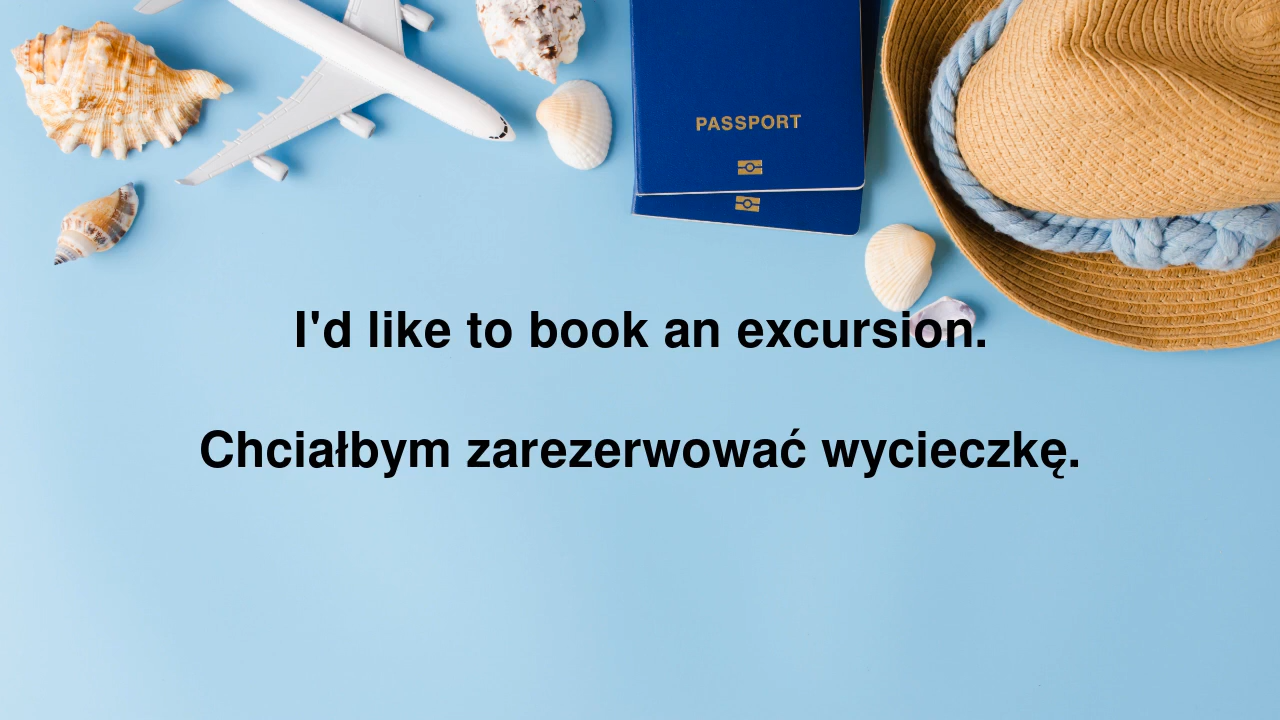 PASSPORT
I'd like to book an excursion.
Chciałbym zarezerwować wycieczkę.